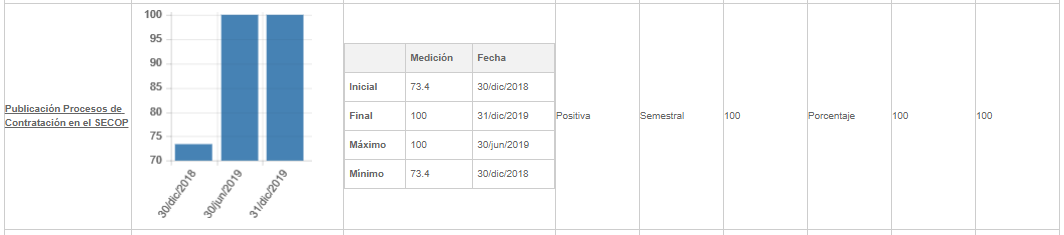 Publicación Procesos de
Contratación en el SECOP
100
95
90
85
80
75
70
30/dic/2018
30/jun/2019
31/dic/2019
Medición Fecha
Inicial 73.4 30/dic/2018
Final 100 31/dic/2019
Máximo 100 30/jun/2019
Mínimo 73.4 30/dic/2018
Positiva Semestral 100 Porcentaje 100 100